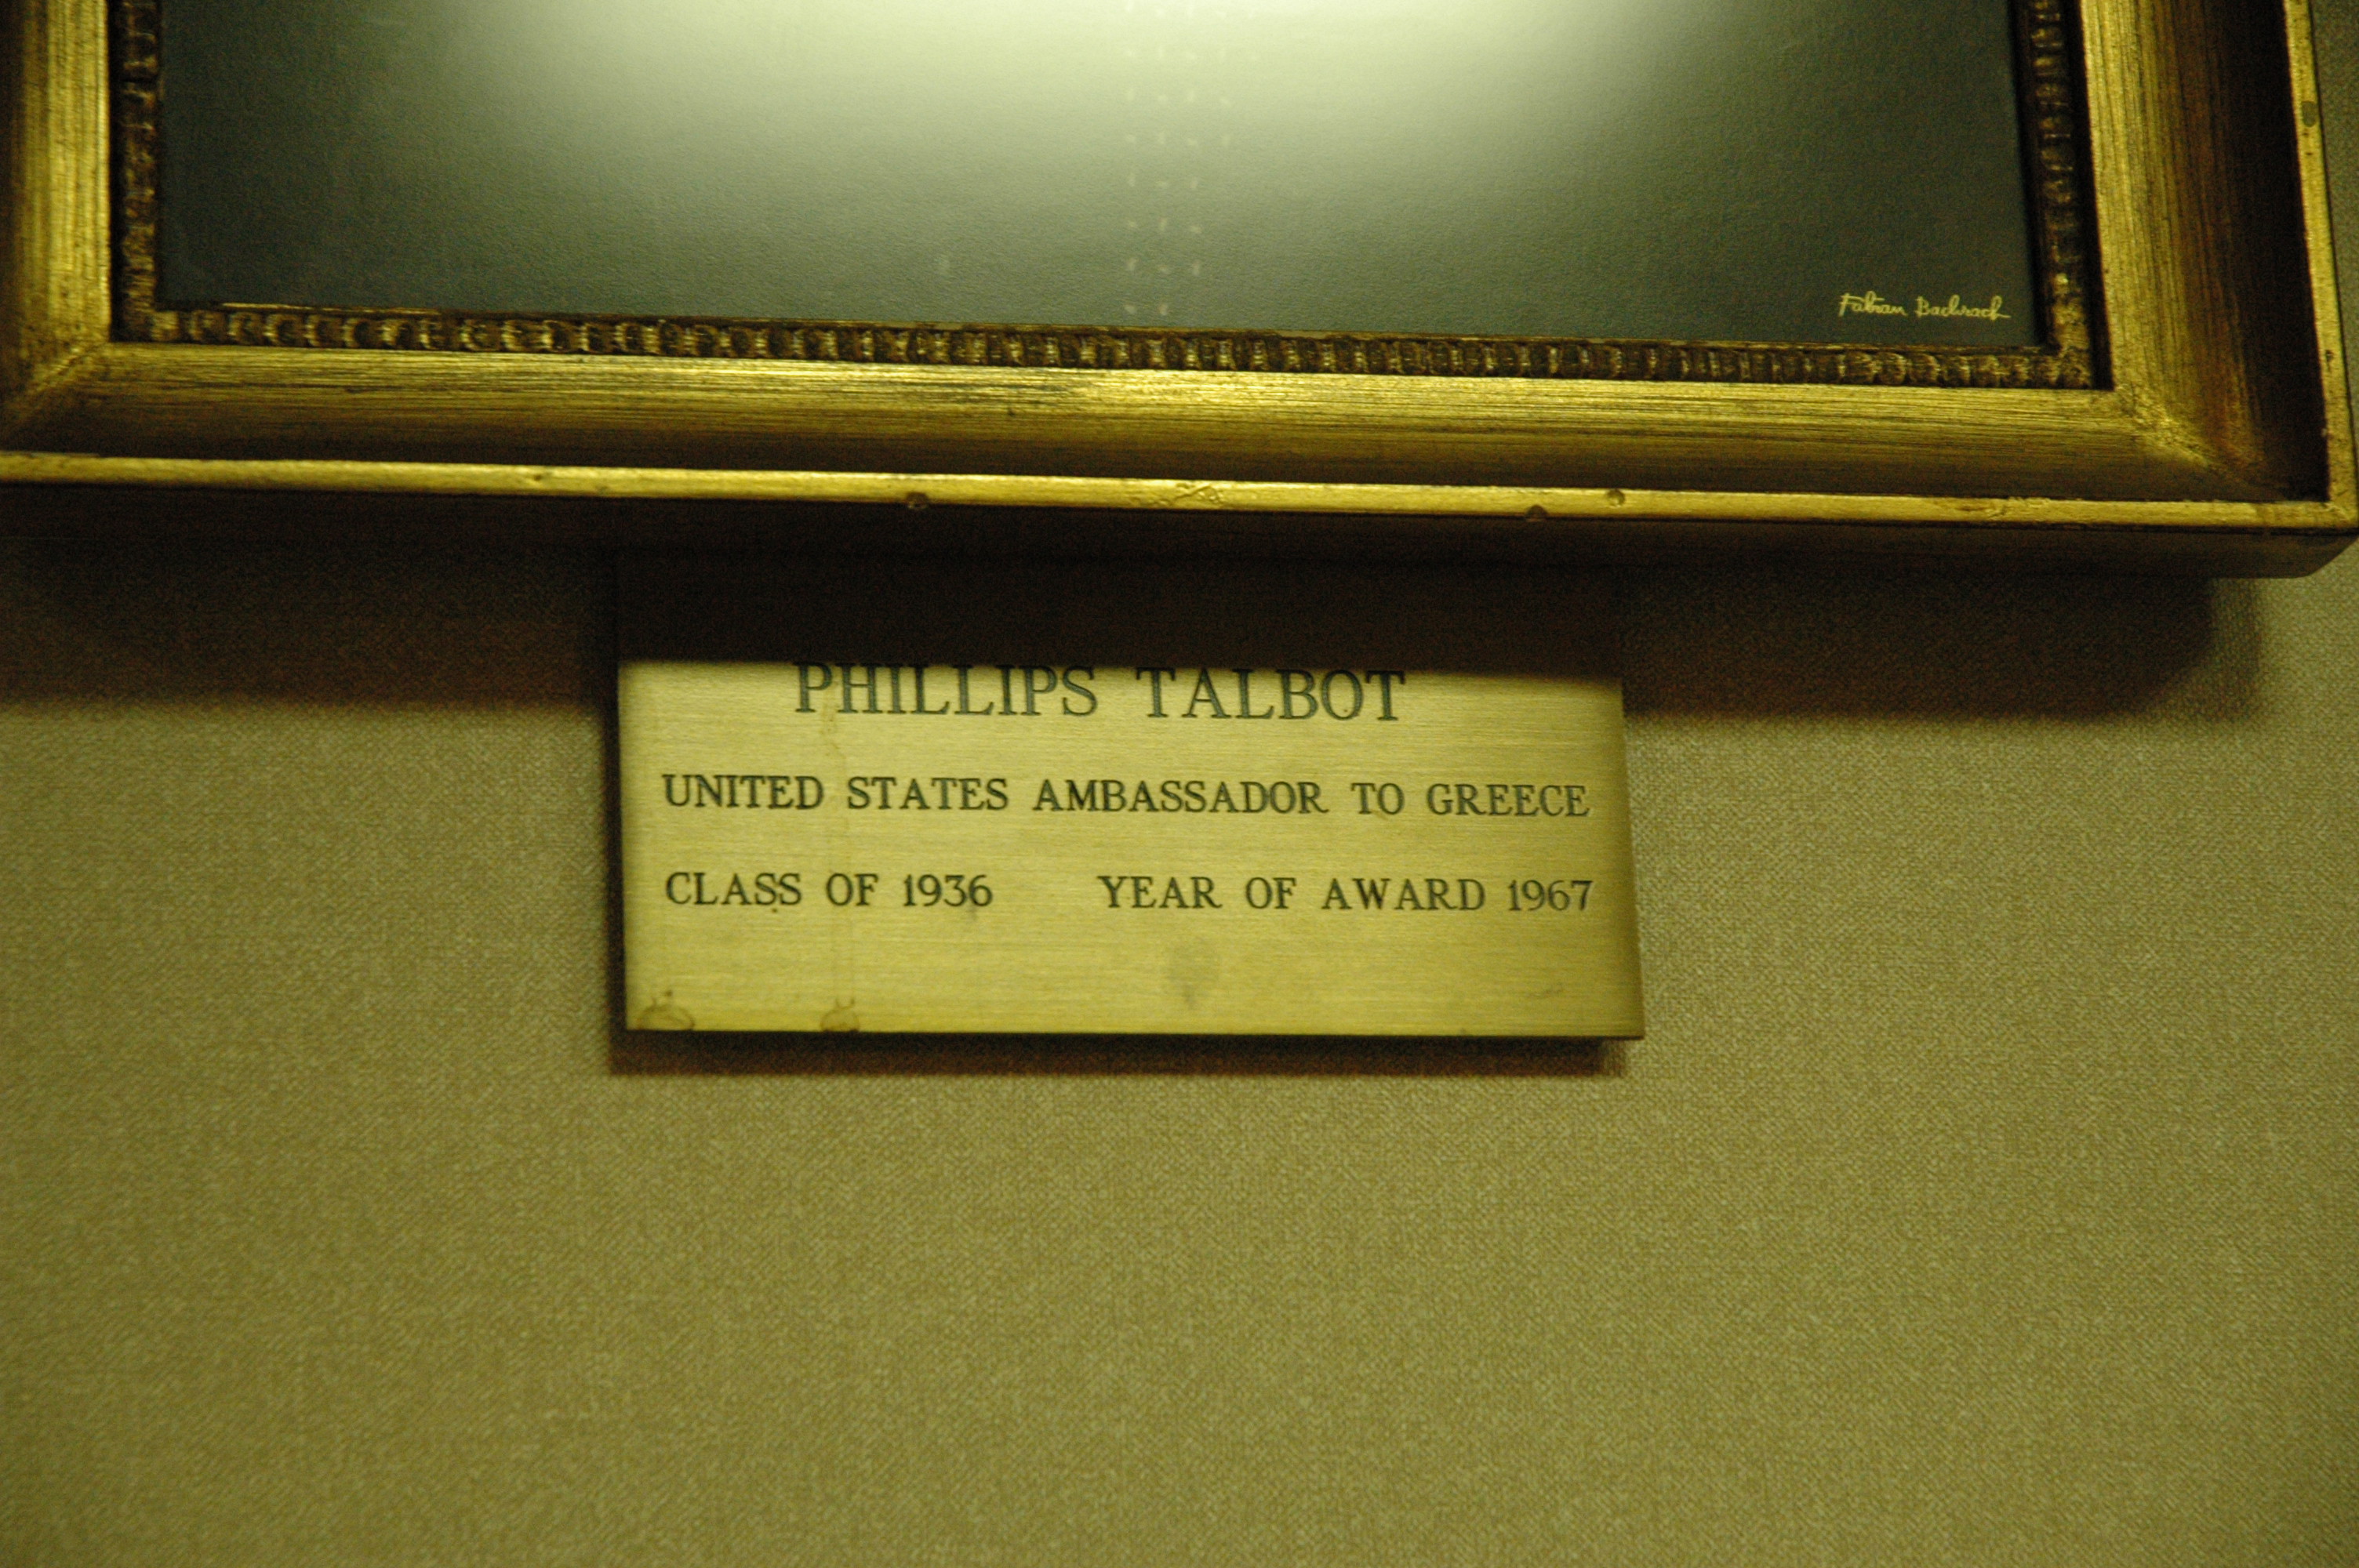 Fabian Bachrach
PHILLIPS TALBOT
UNITED STATES AMBASSADOR TO GREECE
CLASS OF 1936 YEAR OF AWARD 1967